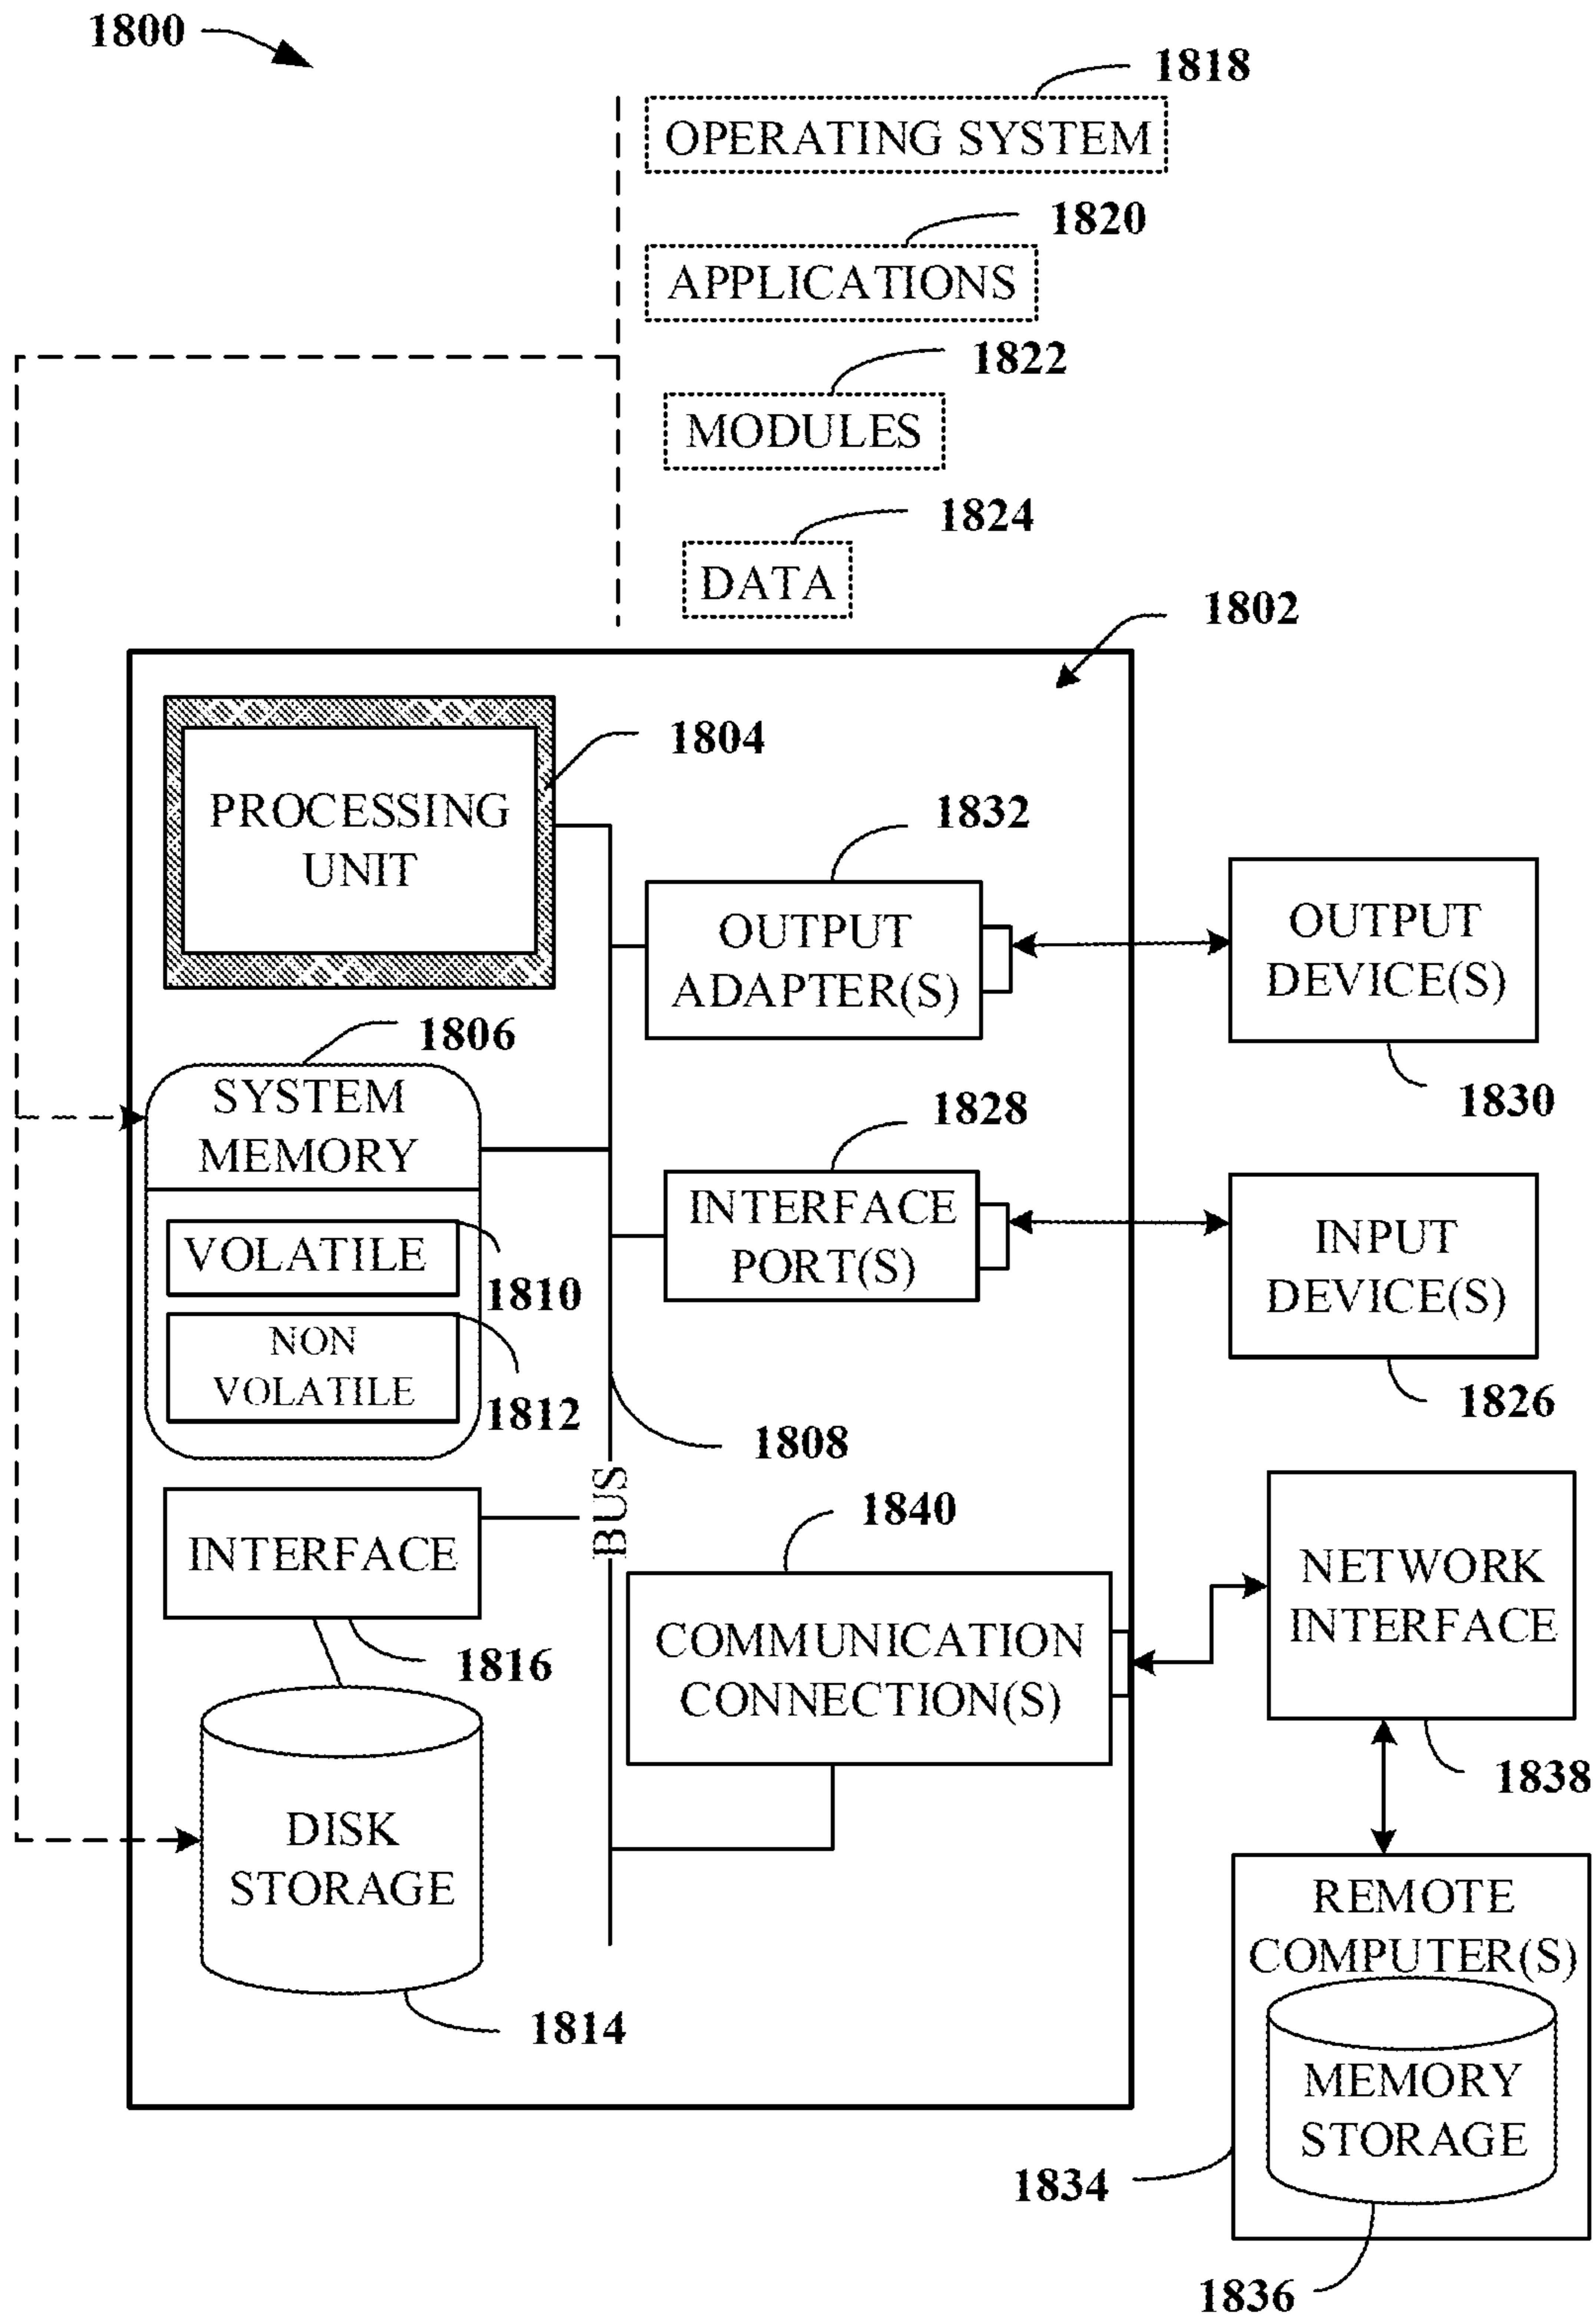 1800
1818
OPERATING SYSTEM
1820
APPLICATIONS
1822
MODULES
1824
DATA
1802
1804
PROCESSING
UNIT
1832
OUTPUT
ADAPTER(S)
OUTPUT
DEVICE(S)
1830
1806
SYSTEM
MEMORY
VOLATILE
1810
NON
VOLATILE
1812
1828
INTERFACE
PORT(S)
INPUT
DEVICE(S)
1826
1808
BUS
INTERFACE
1816
1840
COMMUNICATION
CONNECTION(S)
NETWORK
INTERFACE
1838
DISK
STORAGE
1814
REMOTE
COMPUTER(S)
MEMORY
STORAGE
1834
1836